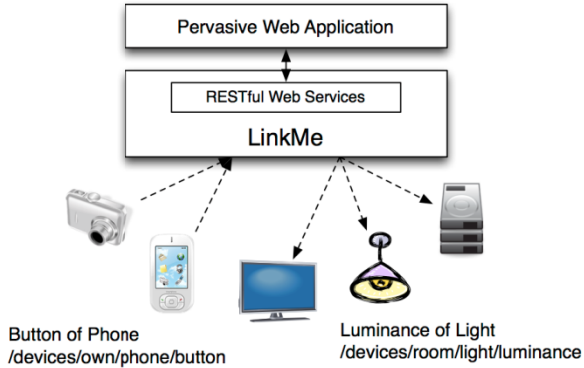 Pervasive Web Application
RESTful Web Services
LinkMe
Button of Phone
/devices/own/phone/button
Luminance of Light
/devices/room/light/luminance